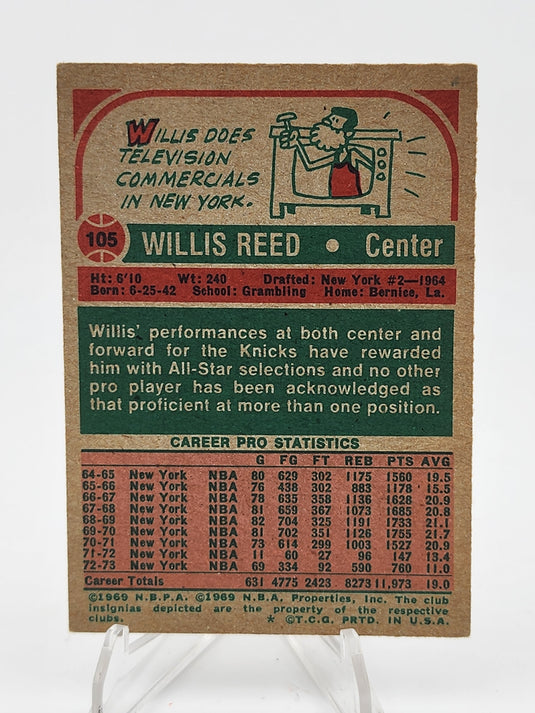 WILLIS DOES
TELEVISION
COMMERCIALS
IN NEW YORK.
105 WILLIS REED • Center
Ht: 6'10 Wt: 240 Drafted: New York #2—1964
Born: 6-25-42 School: Grambling Home: Bernice, La.
Willis' performances at both center and
forward for the Knicks have rewarded
him with All-Star selections and no other
pro player has been acknowledged as
that proficient at more than one position.
CAREER PRO STATISTICS
G FG FT REB PTS AVG
64-65 New York NBA 80 629 302 1175 1560 19.5
65-66 New York NBA 76 438 302 883 1178 15.5
66-67 New York NBA 78 635 358 1136 1628 20.9
67-68 New York NBA 81 659 367 1073 1685 20.8
68-69 New York NBA 82 704 325 1191 1733 21.1
69-70 New York NBA 81 702 351 1126 1755 21.7
70-71 New York NBA 73 614 299 1003 1527 20.9
71-72 New York NBA 11 60 27 96 147 13.4
72-73 New York NBA 69 334 92 590 760 11.0
Career Totals 631 4775 2423 8273 11,973 19.0
©1969 N.B.P.A. ©1969 N.B.A. Properties, Inc. The club
insignias depicted are the property of the respective
clubs. * ©T.C.G. PRTD. IN U.S.A.